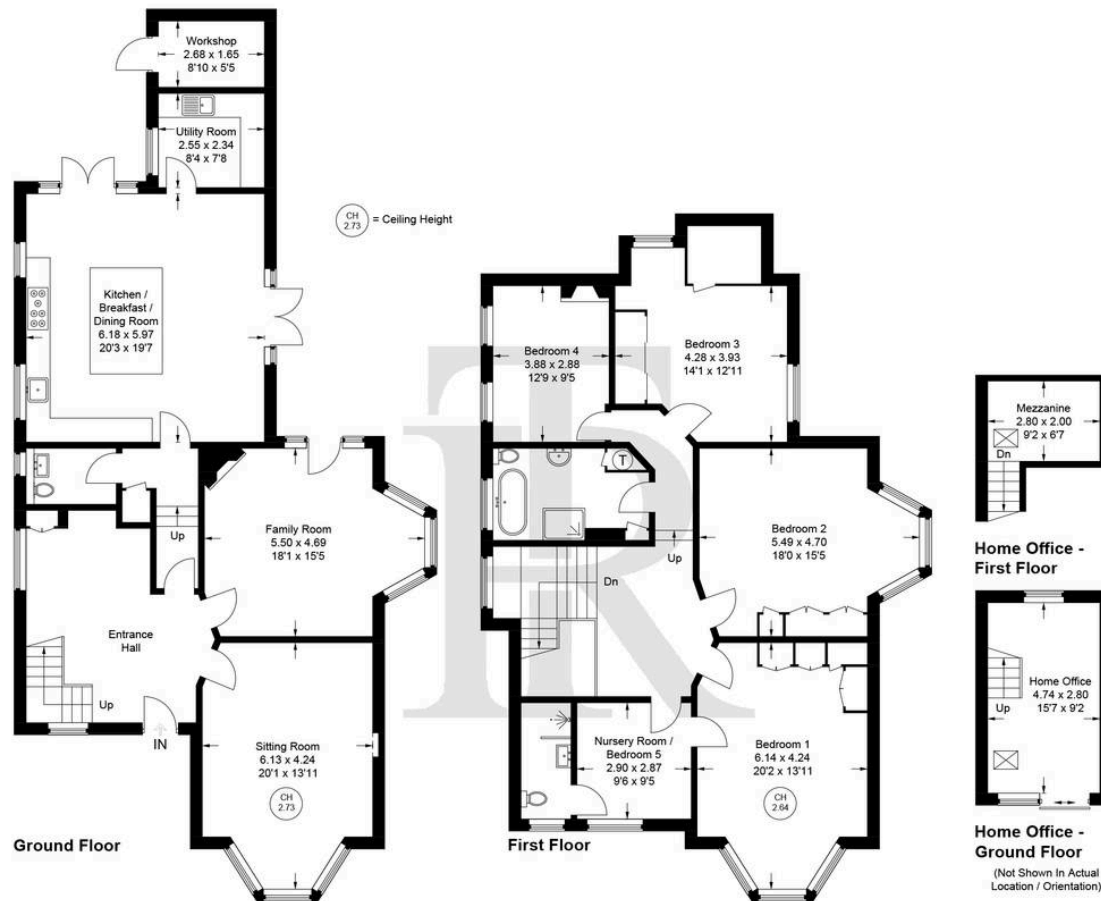 Workshop
2.68 x 1.65
8'10 x 5'5
Utility Room
2.55 x 2.34
8'4 x 7'8
CH
2.73
= Ceiling Height
Kitchen /
Breakfast /
Dining Room
6.18 x 5.97
20'3 x 19'7
Family Room
5.50 x 4.69
18'1 x 15'5
Up
Entrance
Hall
Up
IN
Sitting Room
6.13 x 4.24
20'1 x 13'11
CH
2.73
Ground Floor
Bedroom 4
3.88 x 2.88
12'9 x 9'5
Bedroom 3
4.28 x 3.93
14'1 x 12'11
T
Bedroom 2
5.49 x 4.70
18'0 x 15'5
Dn
Up
Nursery Room /
Bedroom 5
2.90 x 2.87
9'6 x 9'5
Bedroom 1
6.14 x 4.24
20'2 x 13'11
CH
2.64
First Floor
Mezzanine
2.80 x 2.00
9'2 x 6'7
Dn
Home Office -
First Floor
Home Office
4.74 x 2.80
15'7 x 9'2
Up
Home Office -
Ground Floor
(Not Shown In Actual
Location / Orientation)